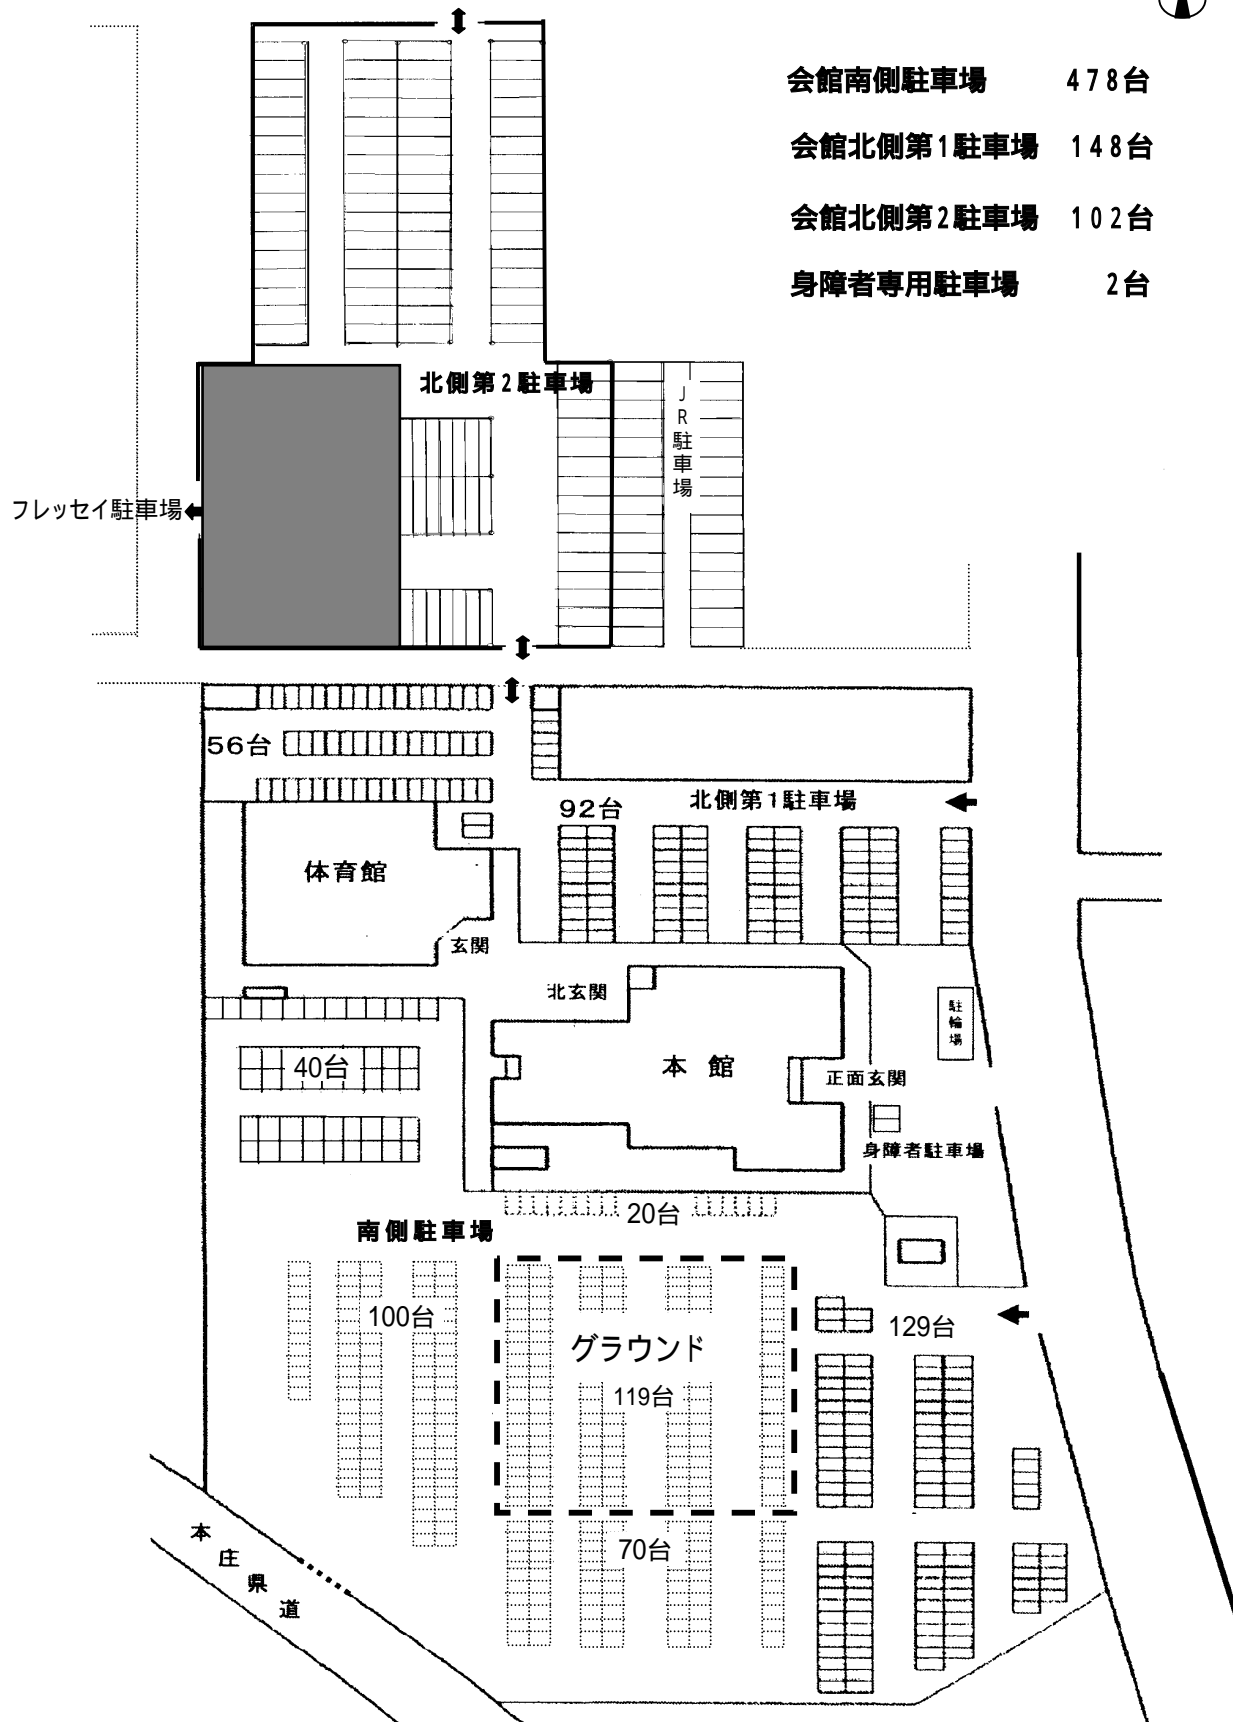 会館南側駐車場 478台
会館北側第1駐車場 148台
会館北側第2駐車場 102台
身障者専用駐車場 2台
北側第2駐車場
JR駐車場
フレッセイ駐車場
56台
92台
北側第1駐車場
体育館
玄関
北玄関
駐輪場
本館
正面玄関
40台
身障者駐車場
20台
南側駐車場
100台
129台
グラウンド
119台
70台
本庄県道